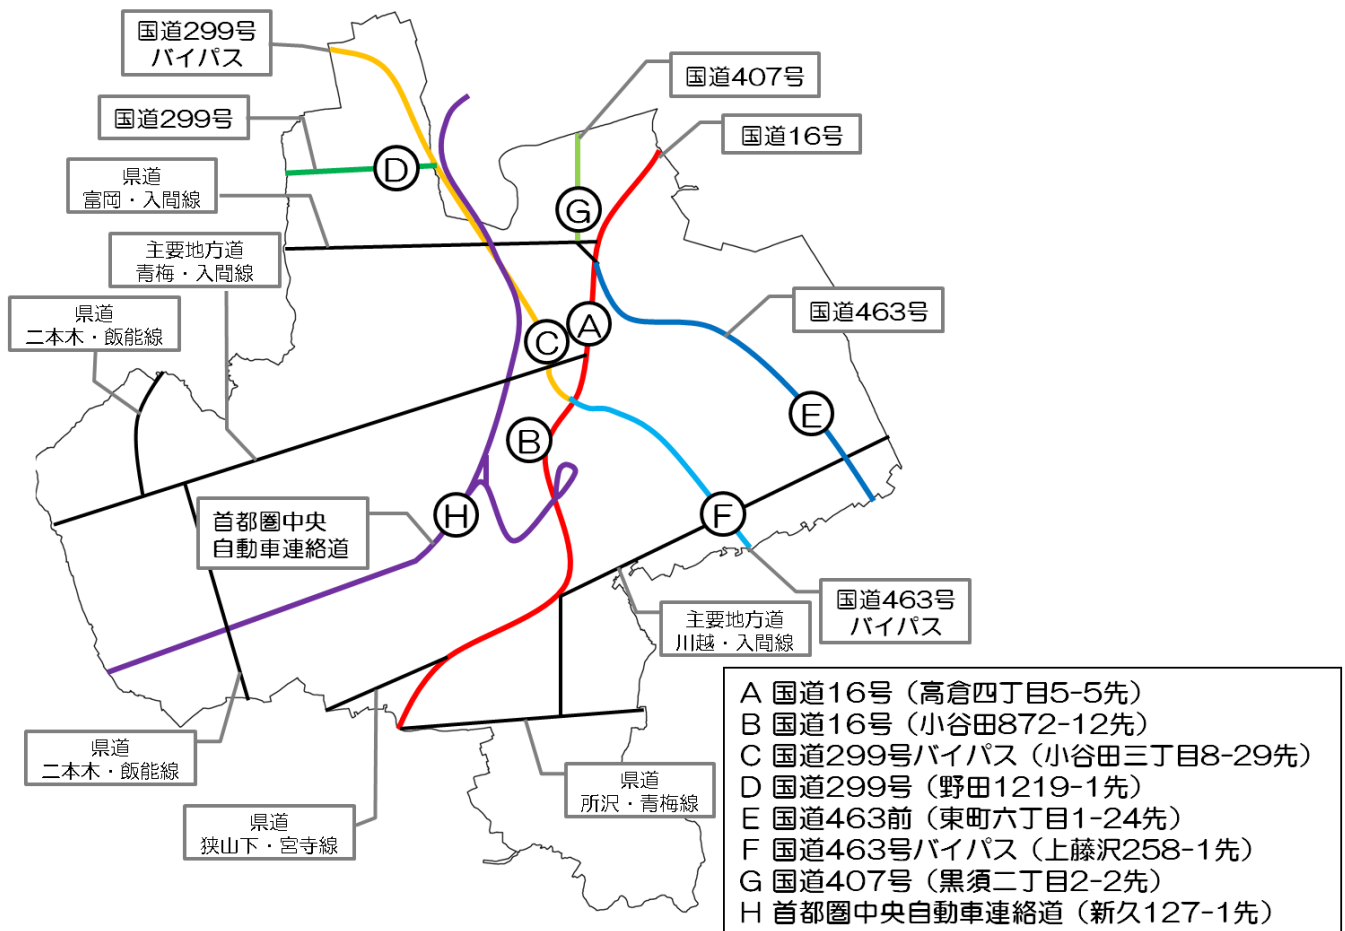 国道299号
バイパス
国道407号
国道299号
国道16号
県道
富岡・入間線
主要地方道
青梅・入間線
県道
二本木・飯能線
国道463号
D
G
A
C
E
B
H
F
首都圏中央
自動車連絡道
国道463号
バイパス
主要地方道
川越・入間線
県道
二本木・飯能線
県道
所沢・青梅線
県道
狭山下・宮寺線
A 国道16号（高倉四丁目5-5先）
B 国道16号（小谷田872-12先）
C 国道299号バイパス（小谷田三丁目8-29先）
D 国道299号（野田1219-1先）
E 国道463前（東町六丁目1-24先）
F 国道463号バイパス（上藤沢258-1先）
G 国道407号（黒須二丁目2-2先）
H 首都圏中央自動車連絡道（新久127-1先）